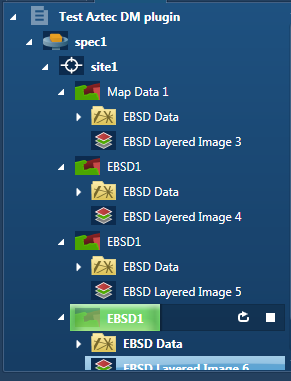 Test Aztec DM plugin
spec1
site1
Map Data 1
EBSD Data
EBSD Layered Image 3
EBSD1
EBSD Data
EBSD Layered Image 4
EBSD1
EBSD Data
EBSD Layered Image 5
EBSD1
EBSD Data
EBSD Layered Image 6